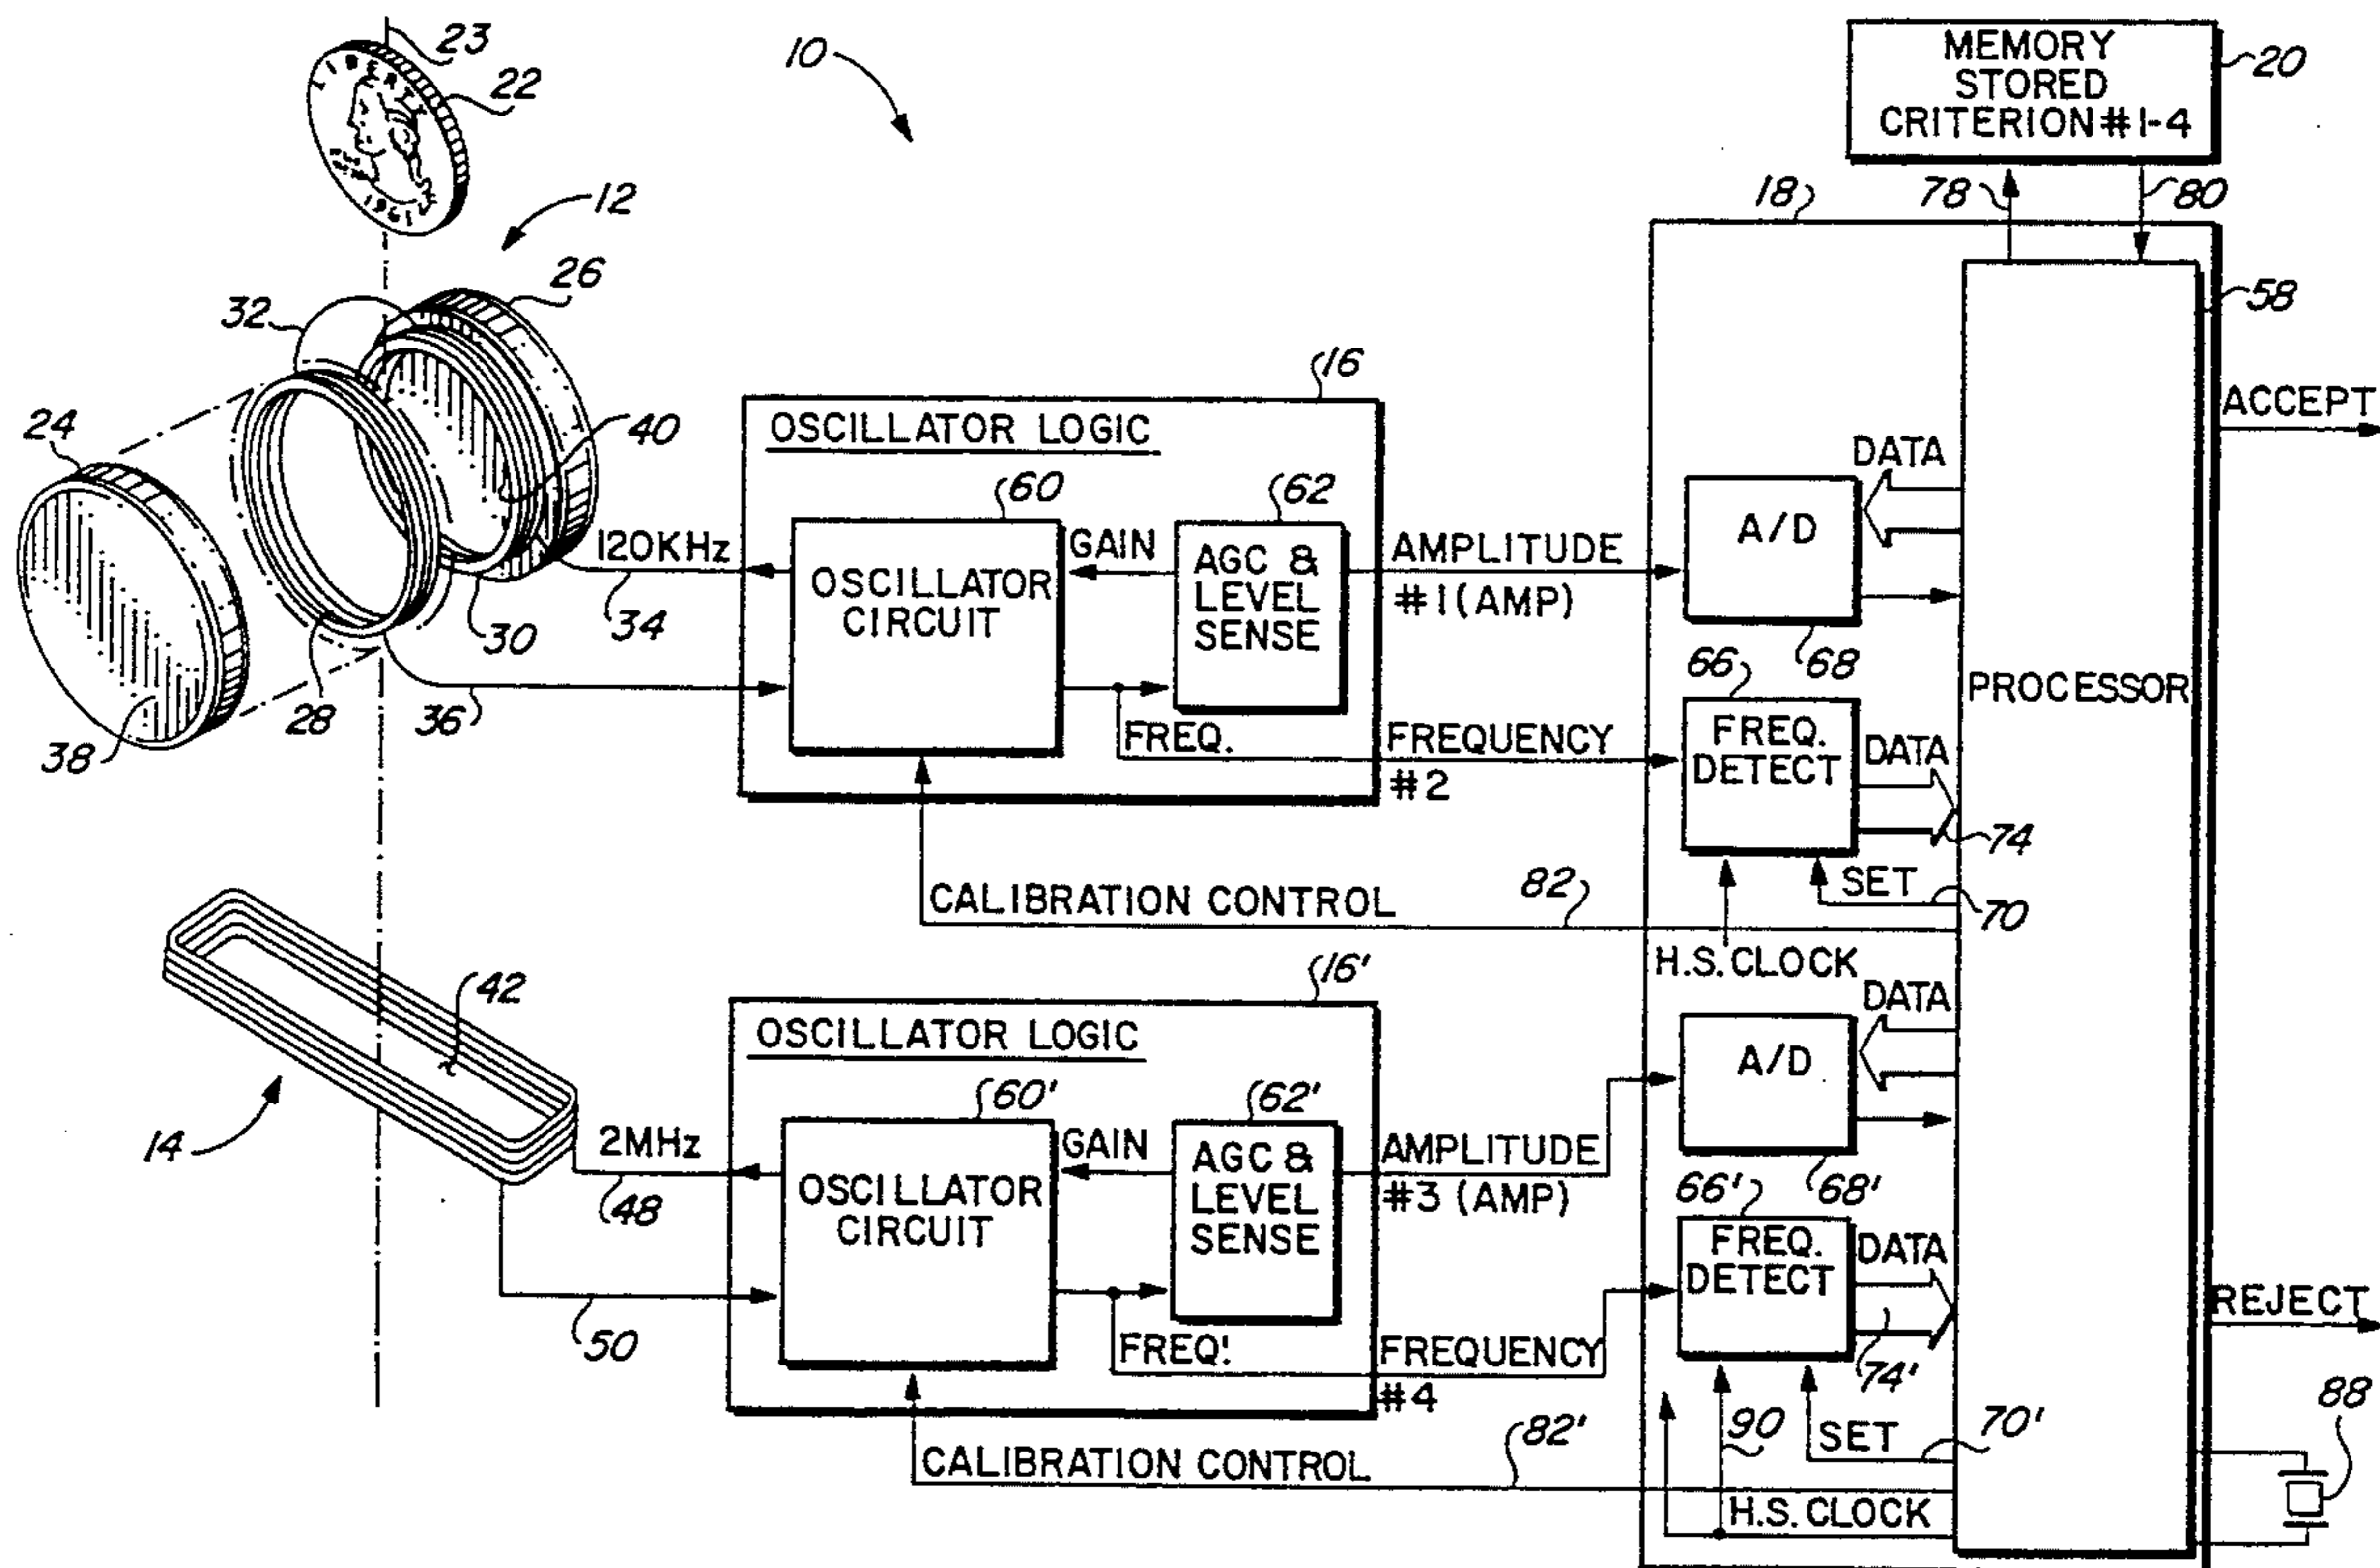 23
LIBERTY
22
1961
12
26
32
24
40
38
28
36
30
34
120KHz
10
16
OSCILLATOR LOGIC
60
OSCILLATOR
CIRCUIT
GAIN
62
AGC &
LEVEL
SENSE
FREQ.
AMPLITUDE
#1 (AMP)
FREQUENCY
#2
CALIBRATION CONTROL
82
MEMORY
STORED
CRITERION #1-4
20
78
80
18
58
ACCEPT
DATA
A/D
68
66
FREQ.
DETECT
DATA
74
SET
70
H.S. CLOCK
PROCESSOR
42
14
2MHz
48
50
16'
OSCILLATOR LOGIC
60'
OSCILLATOR
CIRCUIT
GAIN
62'
AGC &
LEVEL
SENSE
FREQ!
AMPLITUDE
#3 (AMP)
FREQUENCY
#4
CALIBRATION CONTROL
82'
DATA
A/D
68'
66'
FREQ.
DETECT
DATA
74'
90
SET
70'
H.S. CLOCK
REJECT
88